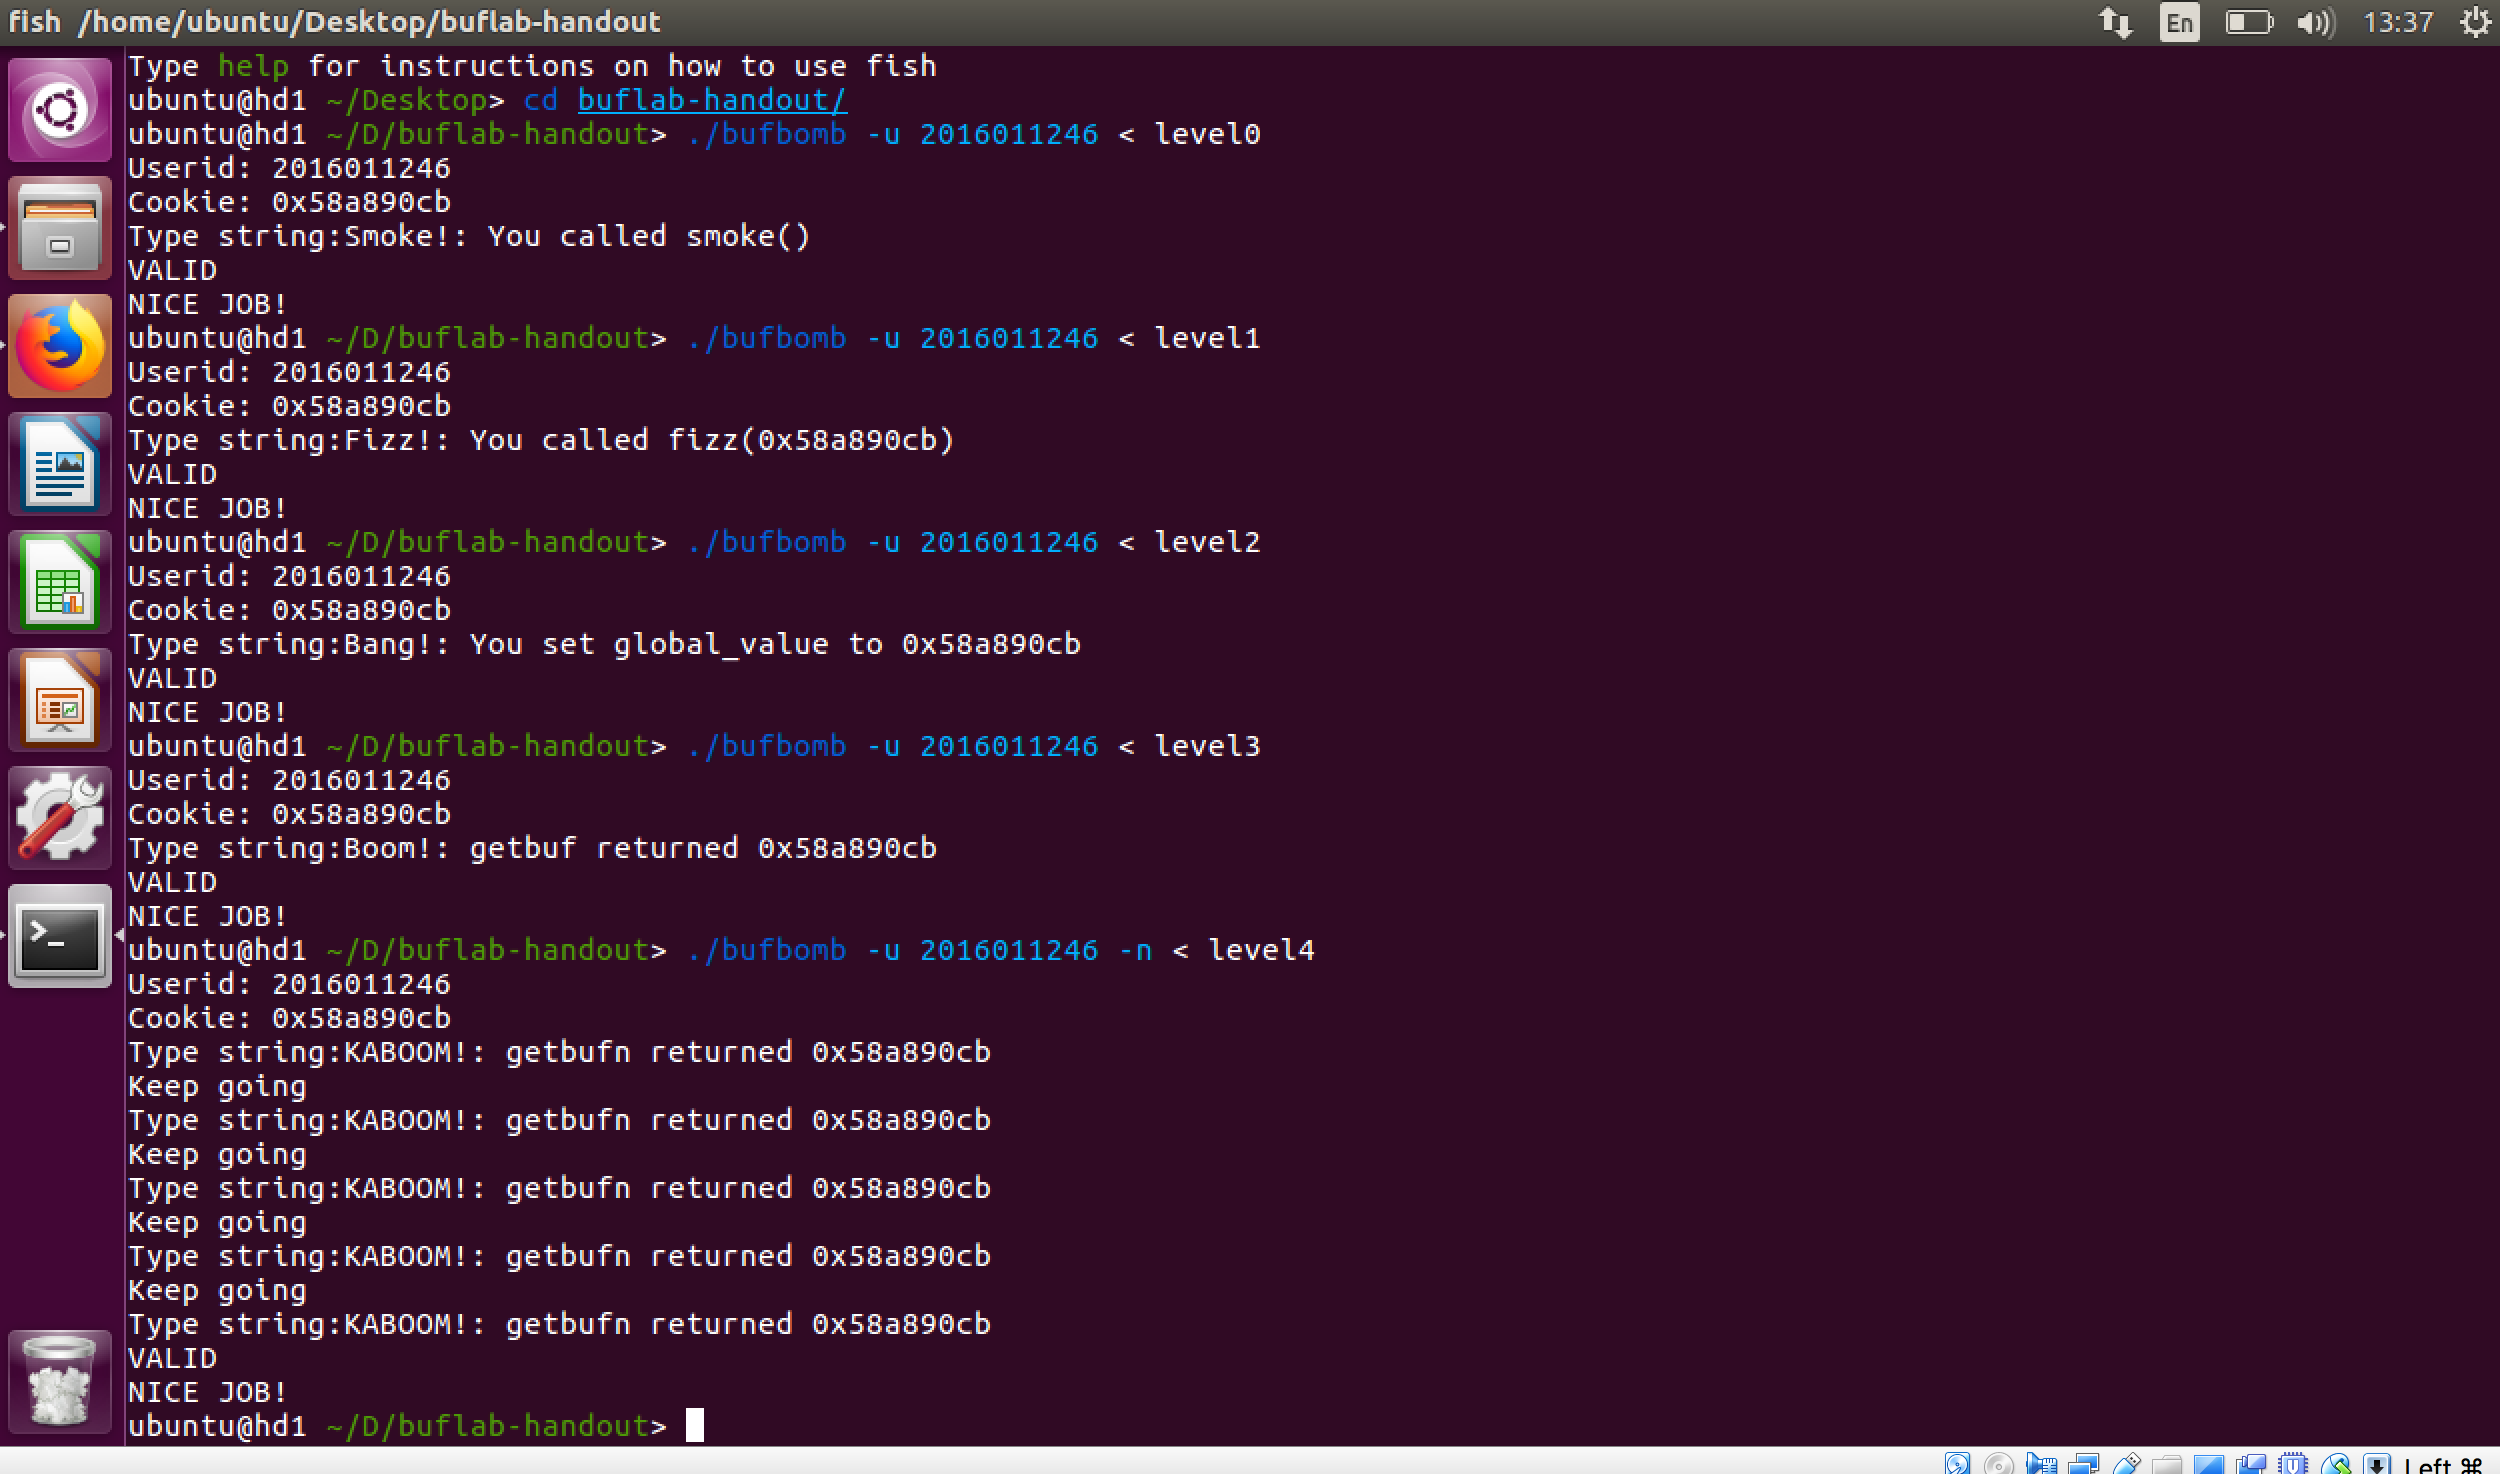 fish /home/ubuntu/Desktop/buflab-handout
En
13:37
Type help for instructions on how to use fish
ubuntu@hd1 ~/Desktop> cd buflab-handout/
ubuntu@hd1 ~/D/buflab-handout> ./bufbomb -u 2016011246 < level0
Userid: 2016011246
Cookie: 0x58a890cb
Type string:Smoke!: You called smoke()
VALID
NICE JOB!
ubuntu@hd1 ~/D/buflab-handout> ./bufbomb -u 2016011246 < level1
Userid: 2016011246
Cookie: 0x58a890cb
Type string:Fizz!: You called fizz(0x58a890cb)
VALID
NICE JOB!
ubuntu@hd1 ~/D/buflab-handout> ./bufbomb -u 2016011246 < level2
Userid: 2016011246
Cookie: 0x58a890cb
Type string:Bang!: You set global_value to 0x58a890cb
VALID
NICE JOB!
ubuntu@hd1 ~/D/buflab-handout> ./bufbomb -u 2016011246 < level3
Userid: 2016011246
Cookie: 0x58a890cb
Type string:Boom!: getbuf returned 0x58a890cb
VALID
NICE JOB!
ubuntu@hd1 ~/D/buflab-handout> ./bufbomb -u 2016011246 -n < level4
Userid: 2016011246
Cookie: 0x58a890cb
Type string:KABOOM!: getbufn returned 0x58a890cb
Keep going
Type string:KABOOM!: getbufn returned 0x58a890cb
Keep going
Type string:KABOOM!: getbufn returned 0x58a890cb
Keep going
Type string:KABOOM!: getbufn returned 0x58a890cb
Keep going
Type string:KABOOM!: getbufn returned 0x58a890cb
VALID
NICE JOB!
ubuntu@hd1 ~/D/buflab-handout>
Left ⌘